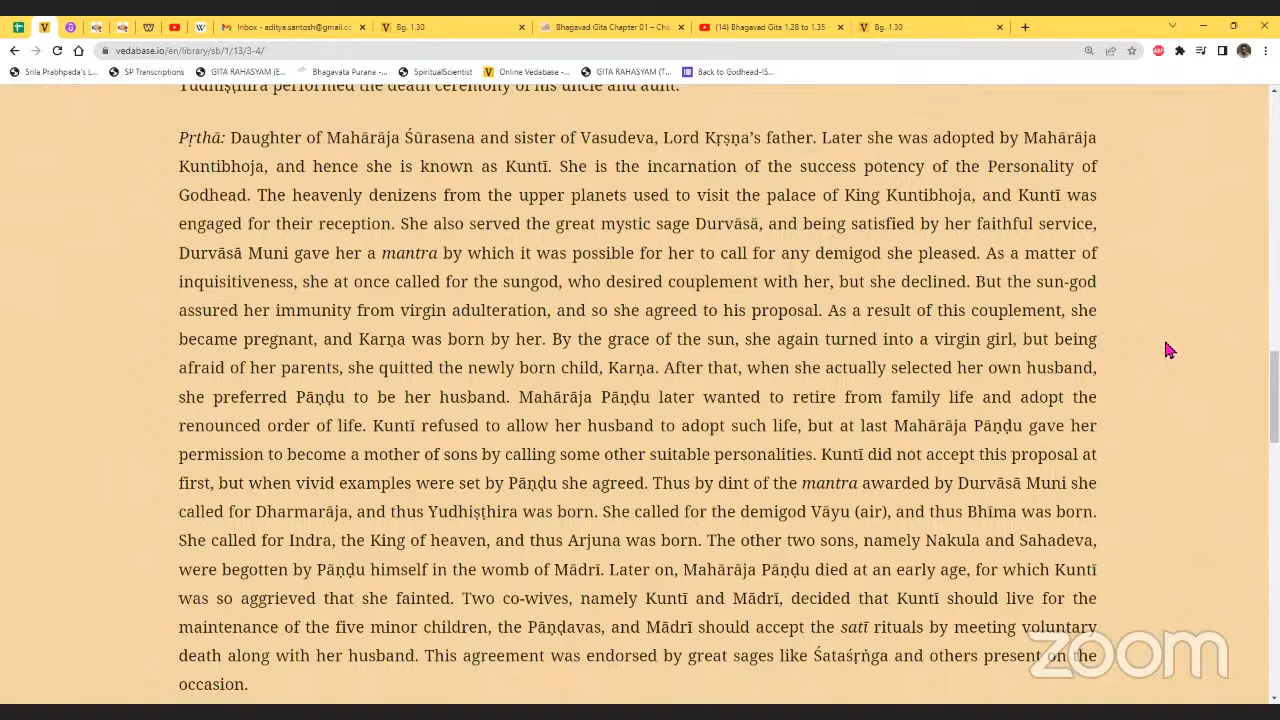 Inbox - aditya.santosh@gmail.co
Bg. 1.30
Bhagavad Gita Chapter 01 – Cha
(14) Bhagavad Gita 1.28 to 1.35 -
Bg. 1.30
vedabase.io/en/library/sb/1/13/3-4/
Srila Prabhpada's L...
SP Transcriptions
GITA RAHASYAM (E...
Bhagavata Purana -...
SpiritualScientist
Online Vedabase -...
GITA RAHASYAM (T...
Back to Godhead-IS...
Yudhiṣṭhira performed the death ceremony of his uncle and aunt.
Pṛthā: Daughter of Mahārāja Śūrasena and sister of Vasudeva, Lord Kṛṣṇa’s father. Later she was adopted by Mahārāja
Kuntibhoja, and hence she is known as Kuntī. She is the incarnation of the success potency of the Personality of
Godhead. The heavenly denizens from the upper planets used to visit the palace of King Kuntibhoja, and Kuntī was
engaged for their reception. She also served the great mystic sage Durvāsā, and being satisfied by her faithful service,
Durvāsā Muni gave her a mantra by which it was possible for her to call for any demigod she pleased. As a matter of
inquisitiveness, she at once called for the sungod, who desired couplement with her, but she declined. But the sun-god
assured her immunity from virgin adulteration, and so she agreed to his proposal. As a result of this couplement, she
became pregnant, and Karṇa was born by her. By the grace of the sun, she again turned into a virgin girl, but being
afraid of her parents, she quitted the newly born child, Karṇa. After that, when she actually selected her own husband,
she preferred Pāṇḍu to be her husband. Mahārāja Pāṇḍu later wanted to retire from family life and adopt the
renounced order of life. Kuntī refused to allow her husband to adopt such life, but at last Mahārāja Pāṇḍu gave her
permission to become a mother of sons by calling some other suitable personalities. Kuntī did not accept this proposal at
first, but when vivid examples were set by Pāṇḍu she agreed. Thus by dint of the mantra awarded by Durvāsā Muni she
called for Dharmarāja, and thus Yudhiṣṭhira was born. She called for the demigod Vāyu (air), and thus Bhīma was born.
She called for Indra, the King of heaven, and thus Arjuna was born. The other two sons, namely Nakula and Sahadeva,
were begotten by Pāṇḍu himself in the womb of Mādrī. Later on, Mahārāja Pāṇḍu died at an early age, for which Kuntī
was so aggrieved that she fainted. Two co-wives, namely Kuntī and Mādrī, decided that Kuntī should live for the
maintenance of the five minor children, the Pāṇḍavas, and Mādrī should accept the satī rituals by meeting voluntary
death along with her husband. This agreement was endorsed by great sages like Śataśṛṅga and others present on the
occasion.
zoom